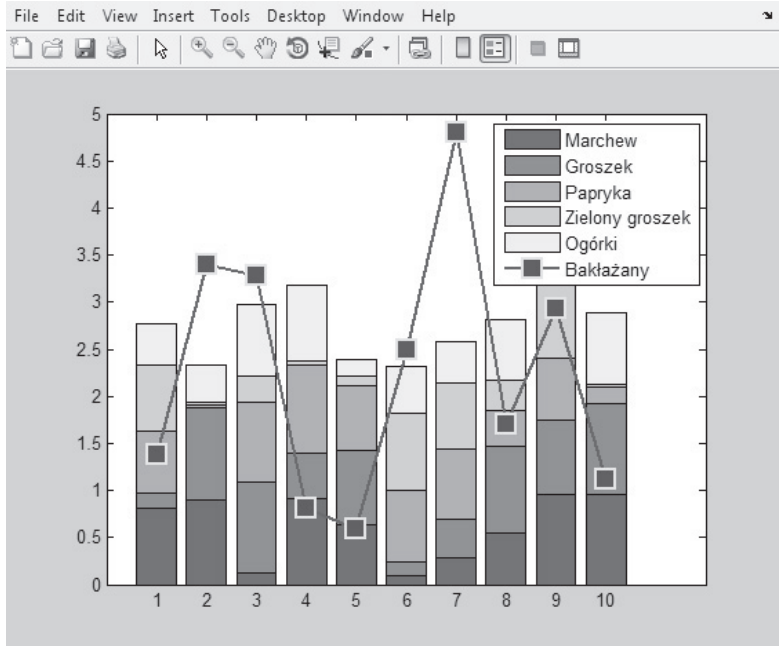 File Edit View Insert Tools Desktop Window Help
5
4.5
4
3.5
3
2.5
2
1.5
1
0.5
0
Marchew
Groszek
Papryka
Zielony groszek
Ogórki
Bakłażany
1 2 3 4 5 6 7 8 9 10